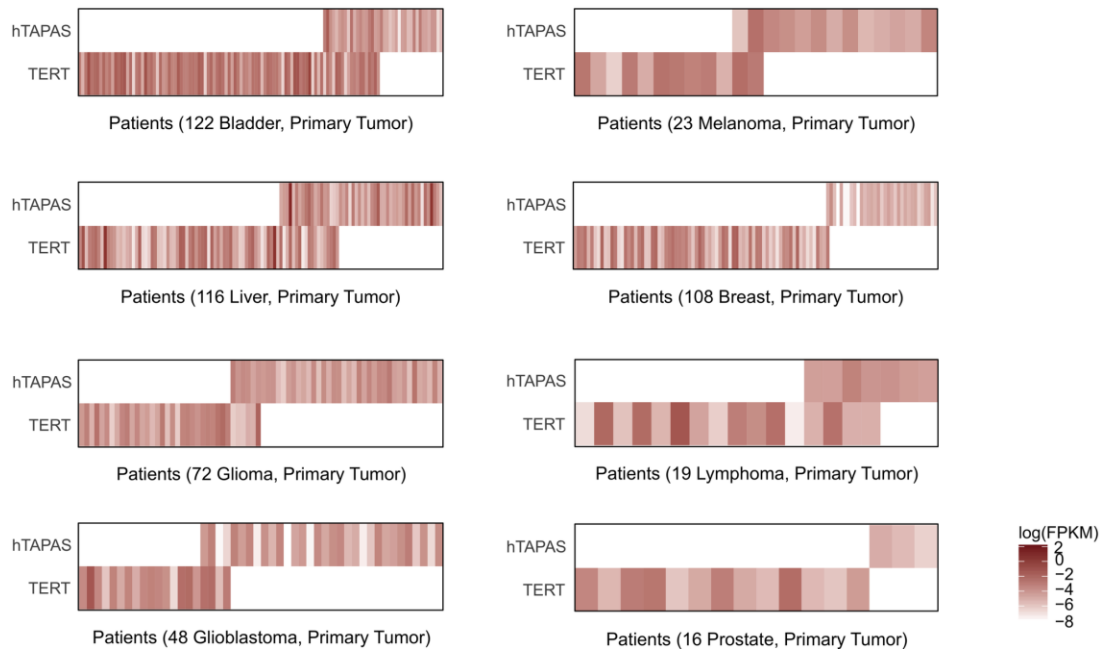 hTAPAS
TERT
Patients (122 Bladder, Primary Tumor)
hTAPAS
TERT
Patients (23 Melanoma, Primary Tumor)
hTAPAS
TERT
Patients (116 Liver, Primary Tumor)
hTAPAS
TERT
Patients (108 Breast, Primary Tumor)
hTAPAS
TERT
Patients (72 Glioma, Primary Tumor)
hTAPAS
TERT
Patients (19 Lymphoma, Primary Tumor)
hTAPAS
TERT
Patients (48 Glioblastoma, Primary Tumor)
hTAPAS
TERT
Patients (16 Prostate, Primary Tumor)
log(FPKM)
2
0
−2
−4
−6
−8